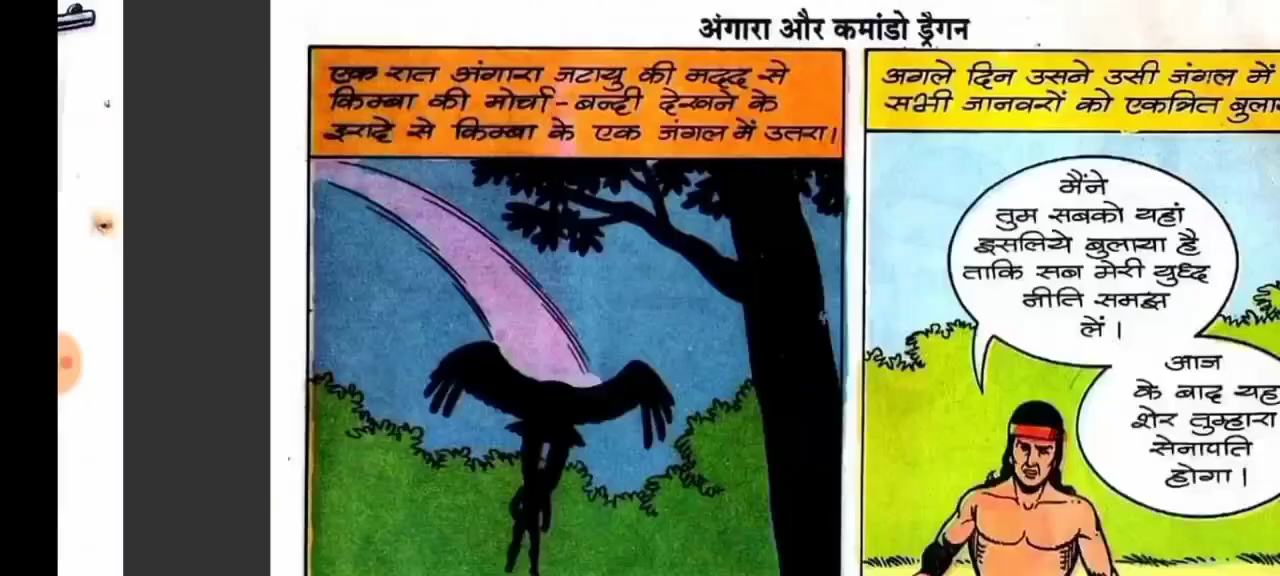 अंगारा और कमांडो ड्रैगन
एक रात अंगारा जटायु की मदद से
किम्बा की मोर्चा-बन्दी देखने के
इरादे से किम्बा के एक जंगल में उतरा।
अगले दिन उसने उसी जंगल में
सभी जानवरों को एकत्रित बुला
मैंने
तुम सबको यहां
इसलिये बुलाया है
ताकि सब मेरी युध्द
नीति समझ
लें।
आज
के बाद यह
शेर तुम्हारा
सेनापति
होगा।